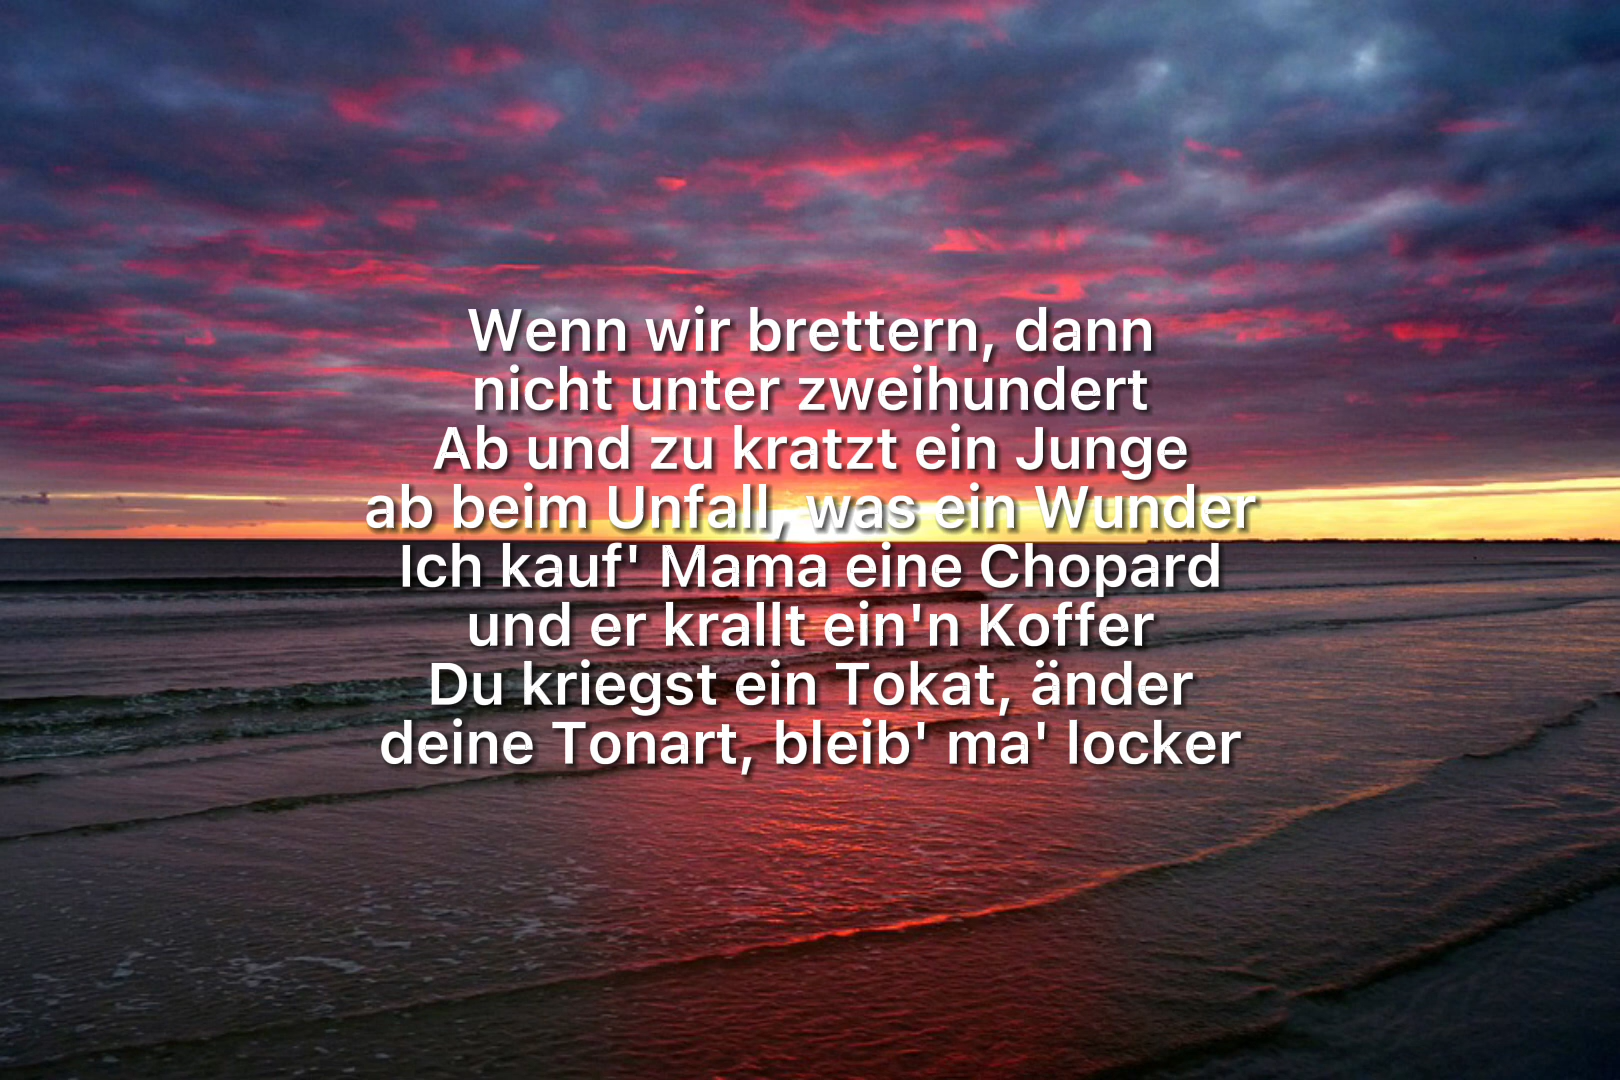 Wenn wir brettern, dann
nicht unter zweihundert
Ab und zu kratzt ein Junge
ab beim Unfall, was ein Wunder
Ich kauf' Mama eine Chopard
und er krallt ein'n Koffer
Du kriegst ein Tokat, änder
deine Tonart, bleib' ma' locker